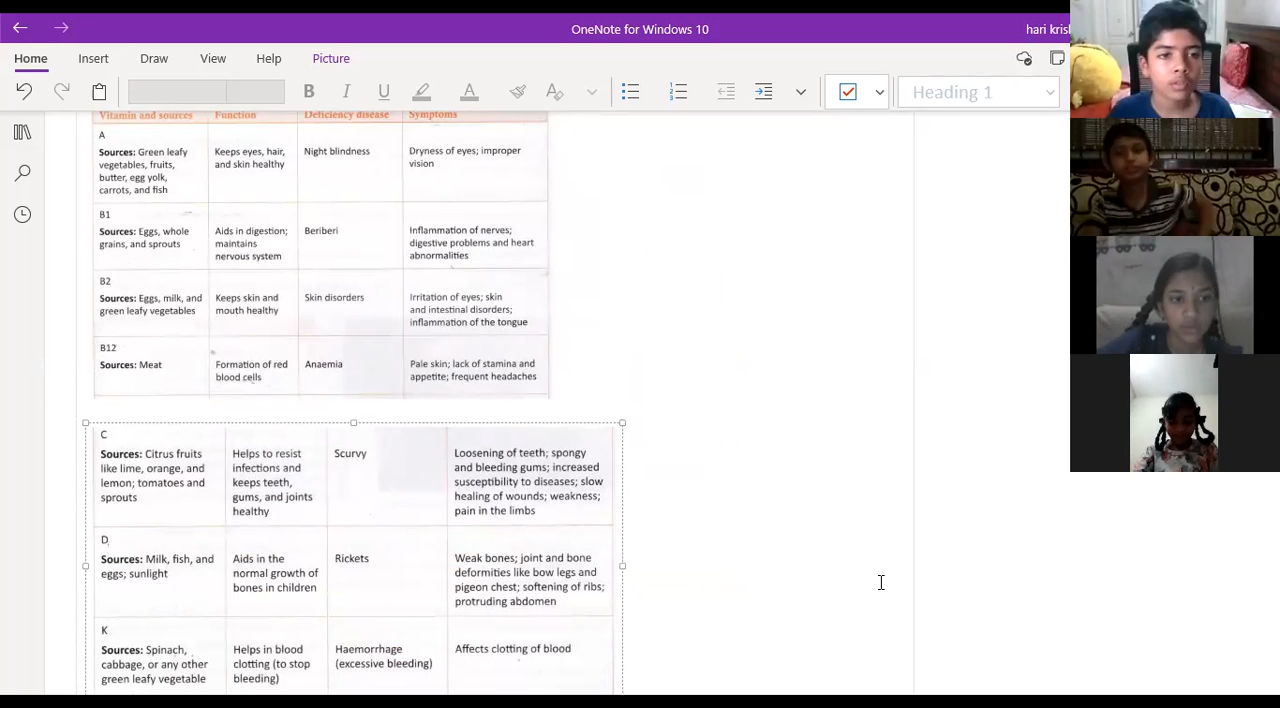 OneNote for Windows 10
hari krish
Home Insert Draw View Help Picture
B I U A Heading 1
Vitamin and sources Function Deficiency disease Symptoms
A
Sources: Green leafy
vegetables, fruits,
butter, egg yolk,
carrots, and fish
Keeps eyes, hair,
and skin healthy
Night blindness
Dryness of eyes; improper
vision
B1
Sources: Eggs, whole
grains, and sprouts
Aids in digestion;
maintains
nervous system
Beriberi
Inflammation of nerves;
digestive problems and heart
abnormalities
B2
Sources: Eggs, milk, and
green leafy vegetables
Keeps skin and
mouth healthy
Skin disorders
Irritation of eyes; skin
and intestinal disorders;
inflammation of the tongue
B12
Sources: Meat
Formation of red
blood cells
Anaemia
Pale skin; lack of stamina and
appetite; frequent headaches
C
Sources: Citrus fruits
like lime, orange, and
lemon; tomatoes and
sprouts
Helps to resist
infections and
keeps teeth,
gums, and joints
healthy
Scurvy
Loosening of teeth; spongy
and bleeding gums; increased
susceptibility to diseases; slow
healing of wounds; weakness;
pain in the limbs
D
Sources: Milk, fish, and
eggs; sunlight
Aids in the
normal growth of
bones in children
Rickets
Weak bones; joint and bone
deformities like bow legs and
pigeon chest; softening of ribs;
protruding abdomen
K
Sources: Spinach,
cabbage, or any other
green leafy vegetable
Helps in blood
clotting (to stop
bleeding)
Haemorrhage
(excessive bleeding)
Affects clotting of blood